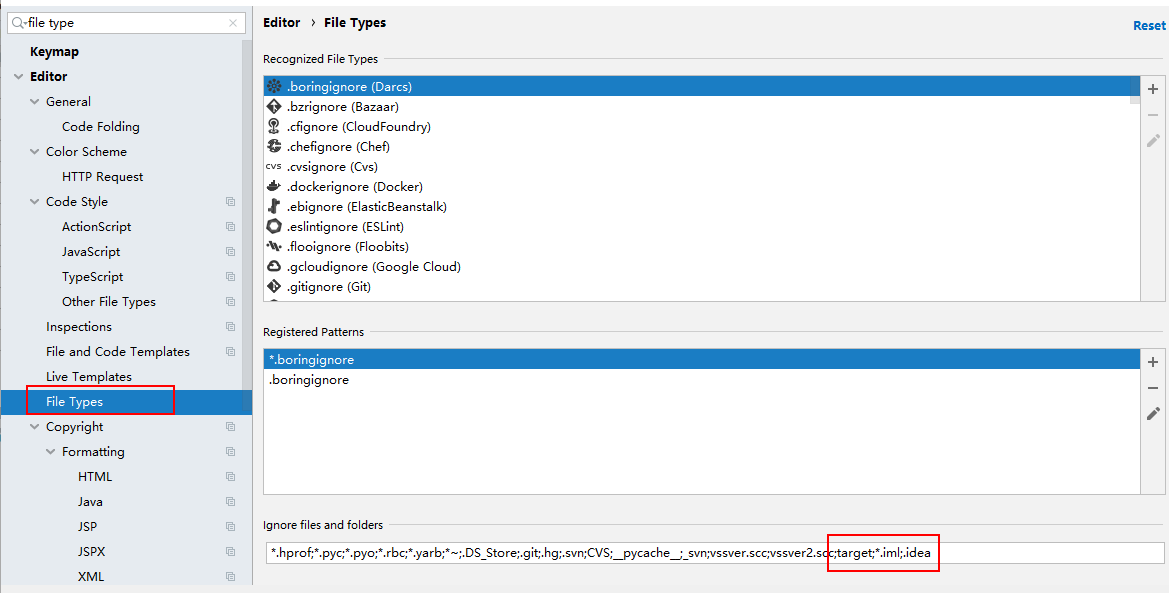 file type
Keymap
Editor
General
Code Folding
Color Scheme
HTTP Request
Code Style
ActionScript
JavaScript
TypeScript
Other File Types
Inspections
File and Code Templates
Live Templates
File Types
Copyright
Formatting
HTML
Java
JSP
JSPX
XML
Editor › File Types
Reset
Recognized File Types
.boringignore (Darcs)
.bzrignore (Bazaar)
.cfignore (CloudFoundry)
.chefignore (Chef)
cvs .cvsignore (Cvs)
.dockerignore (Docker)
.ebignore (ElasticBeanstalk)
.eslintignore (ESLint)
.flooignore (Floobits)
.gcloudignore (Google Cloud)
.gitignore (Git)
Registered Patterns
*.boringignore
.boringignore
Ignore files and folders
*.hprof;*.pyc;*.pyo;*.rbc;*.yarb;*~;.DS_Store;.git;.hg;.svn;CVS;__pycache__;_svn;vssver.scc;vssver2.scc;target;*.iml;.idea